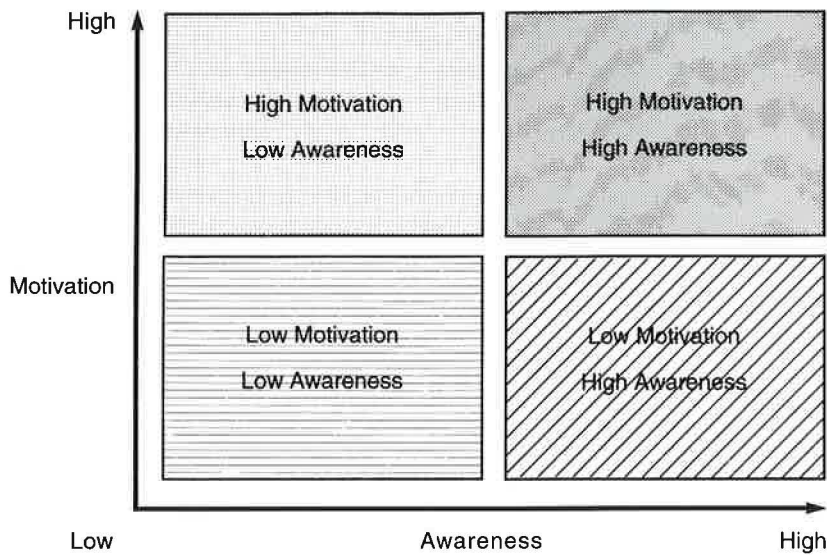 High
High Motivation
Low Awareness
High Motivation
High Awareness
Motivation
Low Motivation
Low Awareness
Low Motivation
High Awareness
Low
Awareness
High